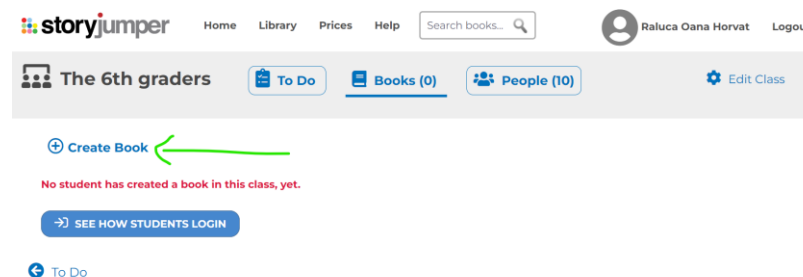 storyjumper Home Library Prices Help Search books... Raluca Oana Horvat Logou
The 6th graders To Do Books (0) People (10) Edit Class
Create Book
No student has created a book in this class, yet.
SEE HOW STUDENTS LOGIN
To Do